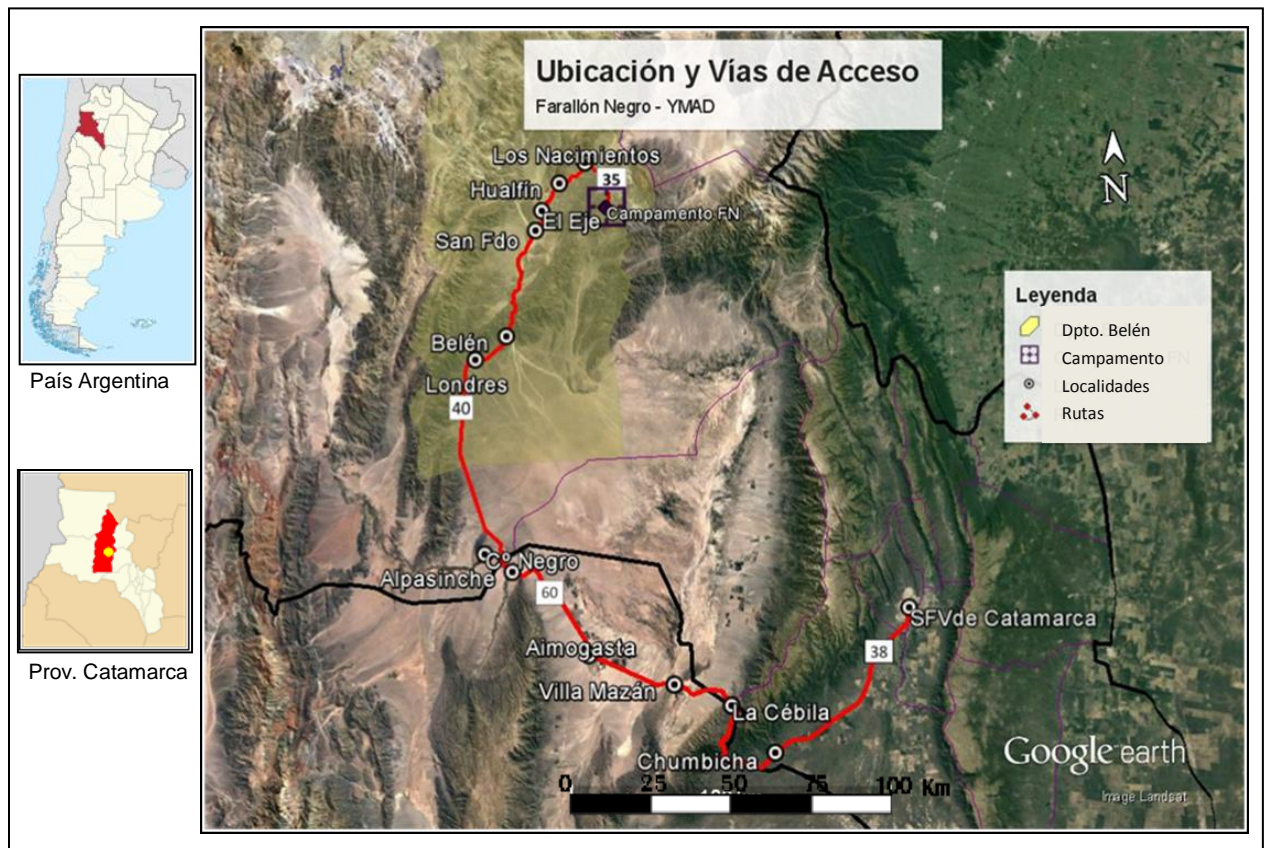 Ubicación y Vías de Acceso
Farallón Negro - YMAD
País Argentina
Prov. Catamarca
Los Nacimientos
Hualfín
35
El Eje
Campamento FN
San Fdo
Belén
Londres
40
N
Leyenda
Dpto. Belén
Campamento
Localidades
Rutas
Cº Negro
Alpasinche
60
Aimogasta
Villa Mazán
La Cébila
Chumbicha
SFVde Catamarca
38
0 25 50 75 100 Km
Google earth
Image Landsat